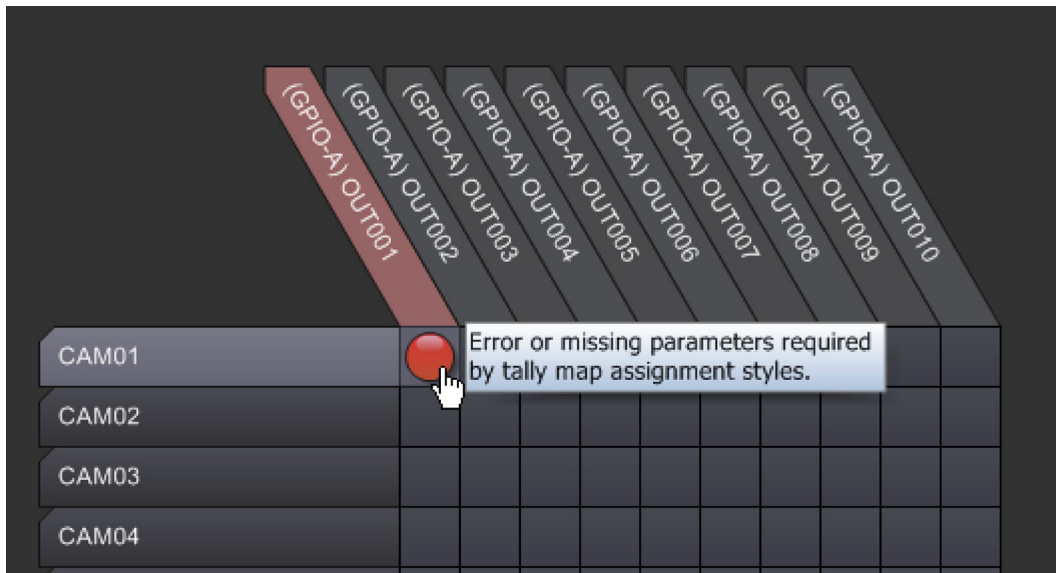 (GPIO-A) OUT001
(GPIO-A) OUT002
(GPIO-A) OUT003
(GPIO-A) OUT004
(GPIO-A) OUT005
(GPIO-A) OUT006
(GPIO-A) OUT007
(GPIO-A) OUT008
(GPIO-A) OUT009
(GPIO-A) OUT010
CAM01
Error or missing parameters required
by tally map assignment styles.
CAM02
CAM03
CAM04